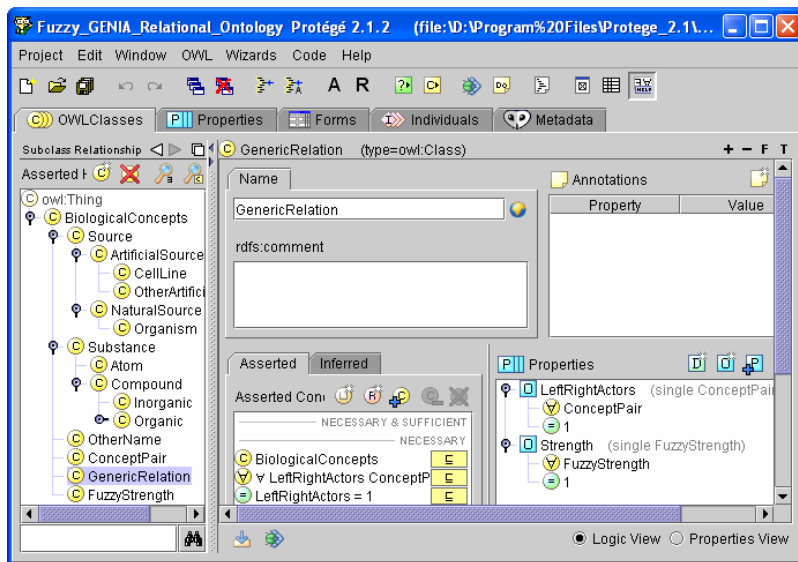 Fuzzy_GENIA_Relational_Ontology Protégé 2.1.2 (file:\D:\Program%20Files\Protege_2.1\...
Project Edit Window OWL Wizards Code Help
A R
OWLClasses Properties Forms Individuals Metadata
Subclass Relationship
GenericRelation (type=owl:Class) + - F T
Asserted
Name
Annotations
owl:Thing
GenericRelation
Property Value
BiologicalConcepts
Source
ArtificialSource
rdfs:comment
CellLine
OtherArtifici
NaturalSource
Organism
Substance
Asserted Inferred
Properties
Atom
Compound
Asserted Con
LeftRightActors (single ConceptPai
Inorganic
NECESSARY & SUFFICIENT
∀ ConceptPair
Organic
NECESSARY
= 1
OtherName
BiologicalConcepts ⊑
Strength (single FuzzyStrength)
ConceptPair
∀ LeftRightActors ConceptP ⊑
∀ FuzzyStrength
GenericRelation
LeftRightActors = 1 ⊑
= 1
FuzzyStrength
Logic View Properties View